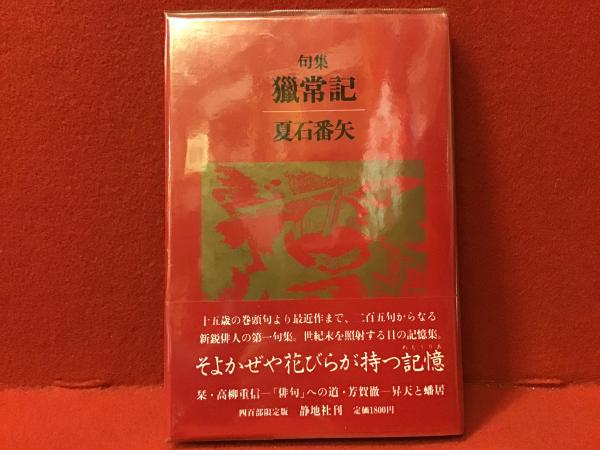 句集
獵常記
夏石番矢
十五歳の巻頭句より最近作まで、二百五句からなる
新鋭俳人の第一句集。世紀末を照射する日の記憶集。
そよかぜや花びらが持つ記憶
めもりい
栞・高柳重信―「俳句」への道・芳賀徹―昇天と蟠居
四百部限定版 静地社刊 定価1800円